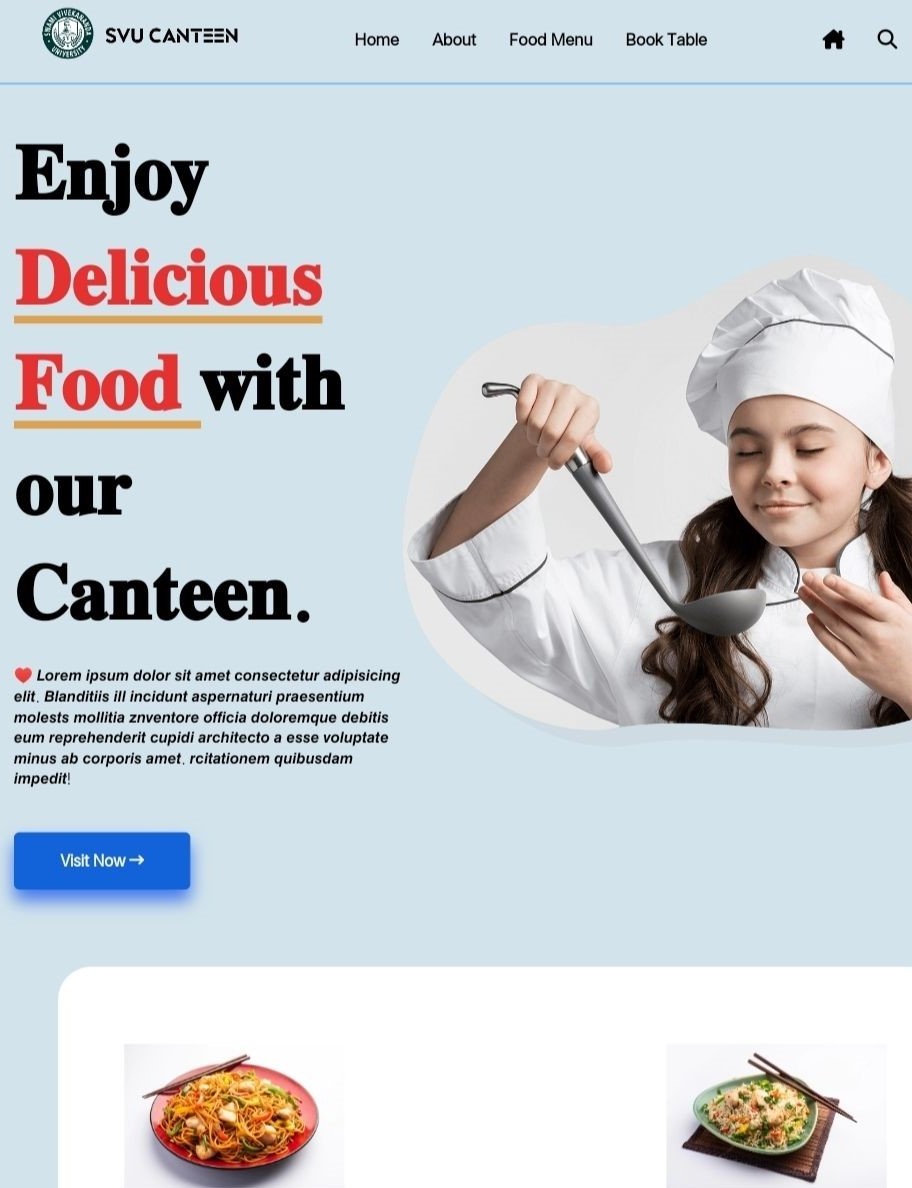 SWAMI VIVEKANANDA
UNIVERSITY
SVU CANTEEN
Home About Food Menu Book Table
Enjoy
Delicious
Food with
our
Canteen.
❤️ Lorem ipsum dolor sit amet consectetur adipisicing
elit. Blanditiis ill incidunt aspernaturi praesentium
molests mollitia znventore officia doloremque debitis
eum reprehenderit cupidi architecto a esse voluptate
minus ab corporis amet. rcitationem quibusdam
impedit!
Visit Now →